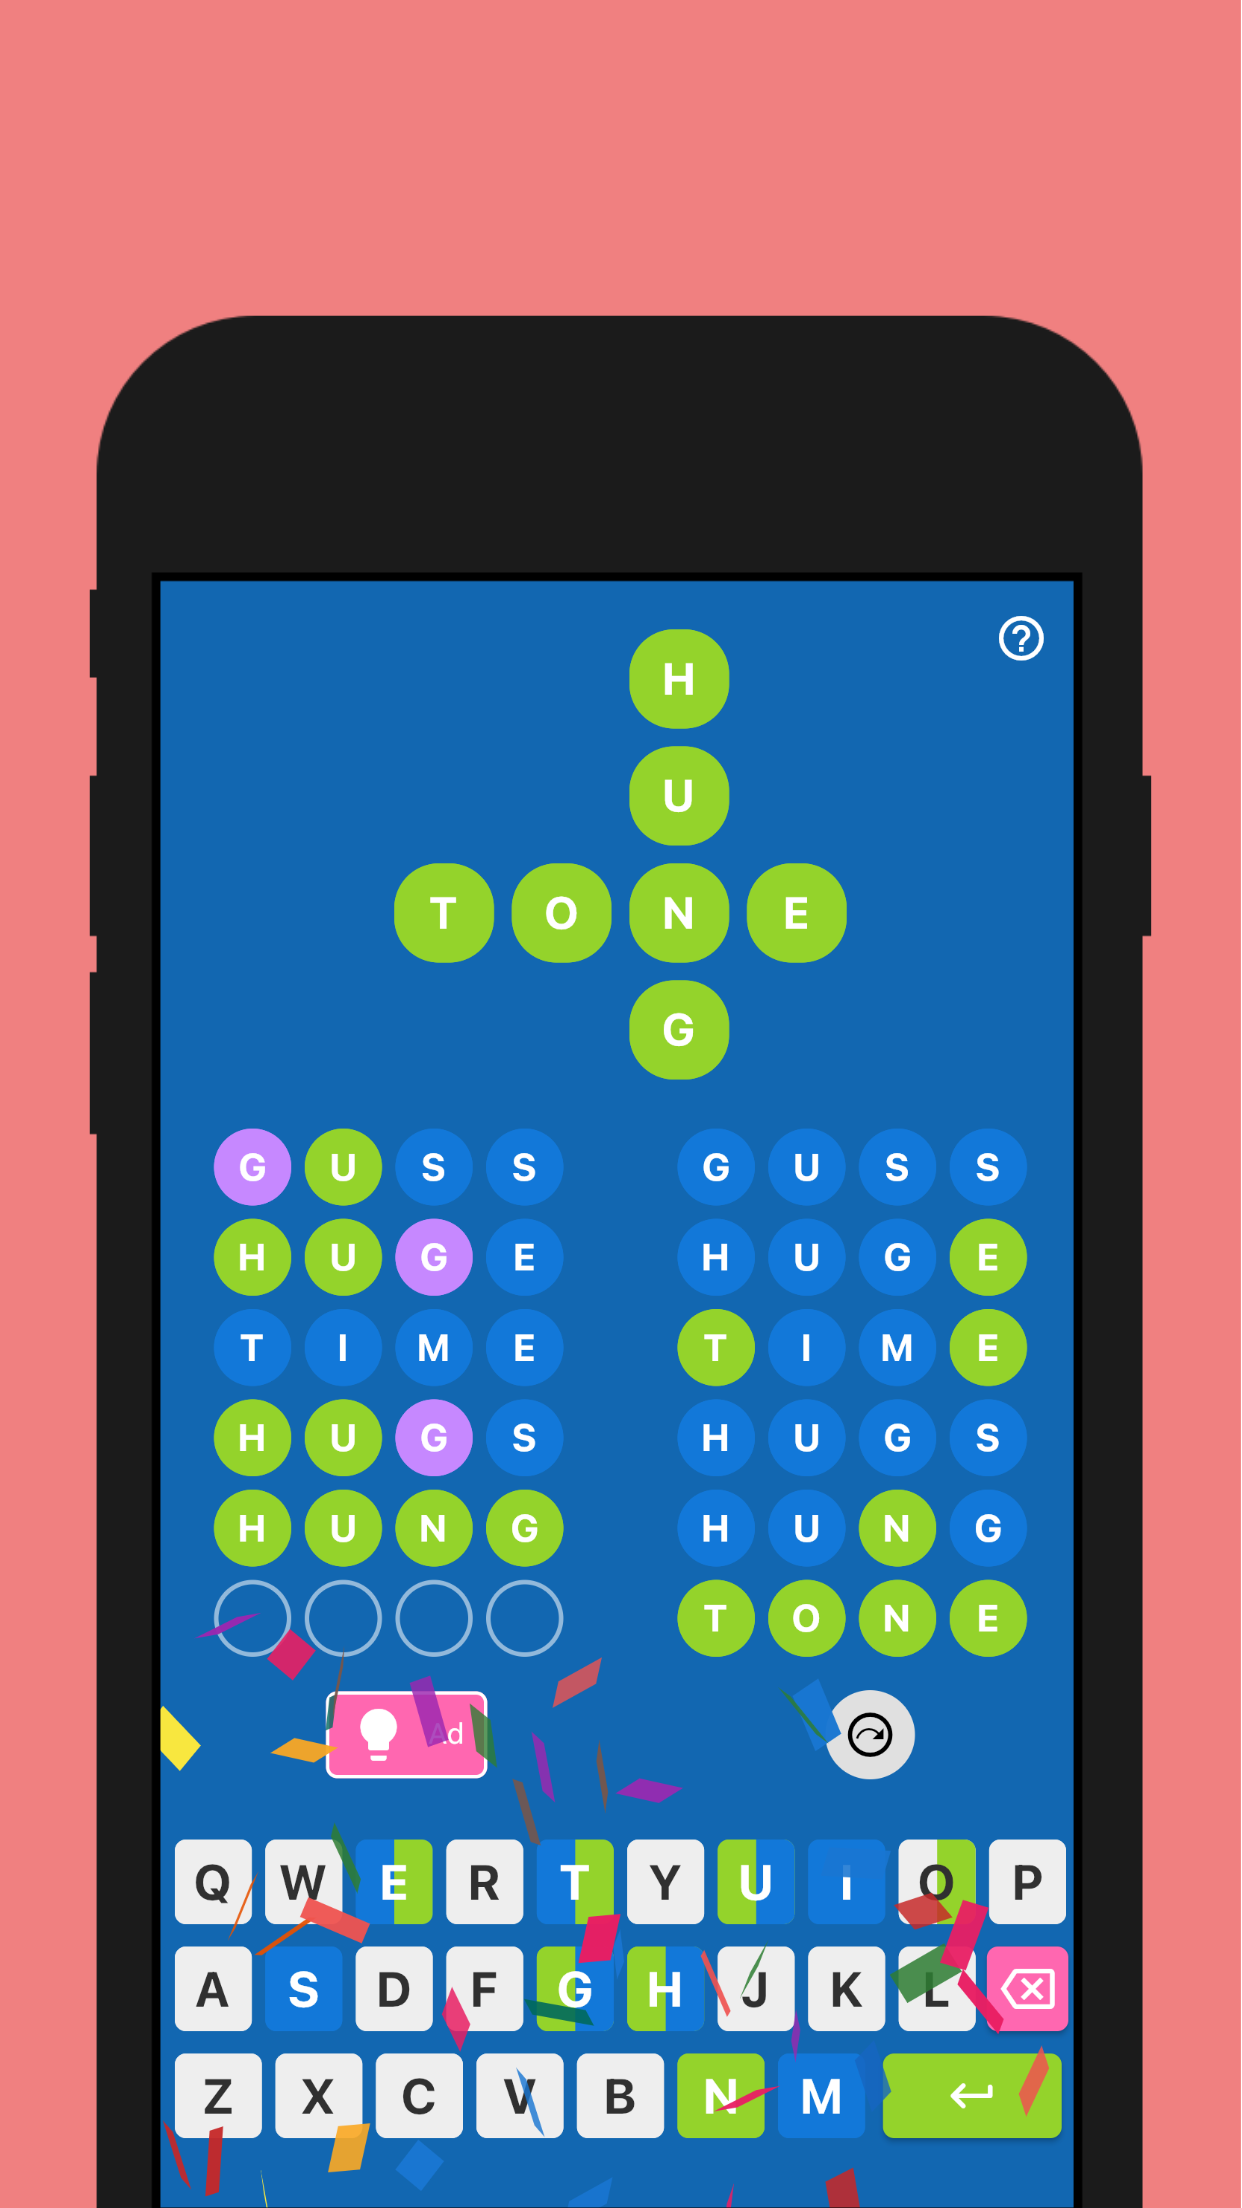 ?
H
U
T O N E
G
G U S S G U S S
H U G E H U G E
T I M E T I M E
H U G S H U G S
H U N G H U N G
T O N E
Ad
Q W E R T Y U I O P
A S D F G H J K L
Z X C V B N M